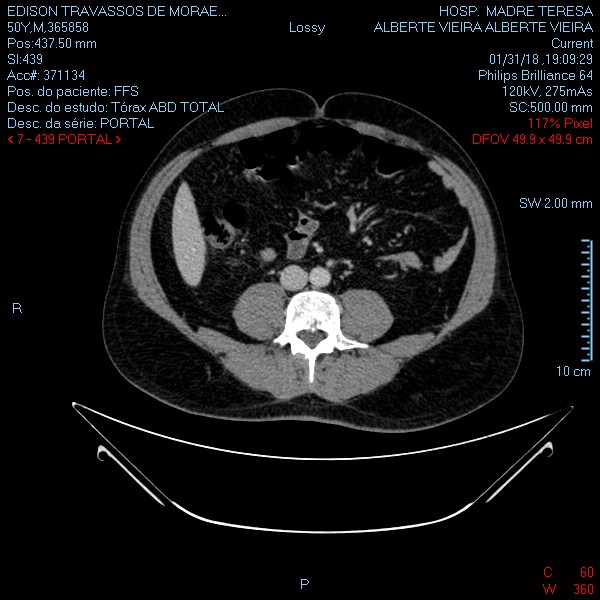 EDISON TRAVASSOS DE MORAE...
50Y,M,365858
Pos:437.50 mm
SI:439
Acc#: 371134
Pos. do paciente: FFS
Desc. do estudo: Tórax ABD TOTAL
Desc. da série: PORTAL
< 7 - 439 PORTAL >
Lossy
HOSP. MADRE TERESA
ALBERTE VIEIRA ALBERTE VIEIRA
Current
01/31/18 ,19:09:29
Philips Brilliance 64
120kV, 275mAs
SC:500.00 mm
117% Pixel
DFOV 49.9 x 49.9 cm
SW 2.00 mm
R
10 cm
P
C 60
W 360